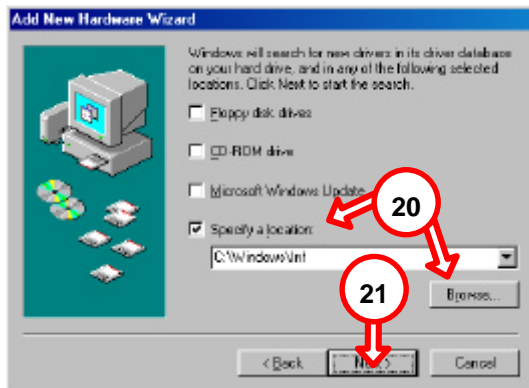 Add New Hardware Wizard
Windows will search for new drivers in its driver database
on your hard drive, and in any of the following selected
locations. Click Next to start the search.
Floppy disk drives
CD-ROM drive
Microsoft Windows Update
20
Specify a location:
C:\Windows\Inf
21
Browse...
< Back
Next >
Cancel